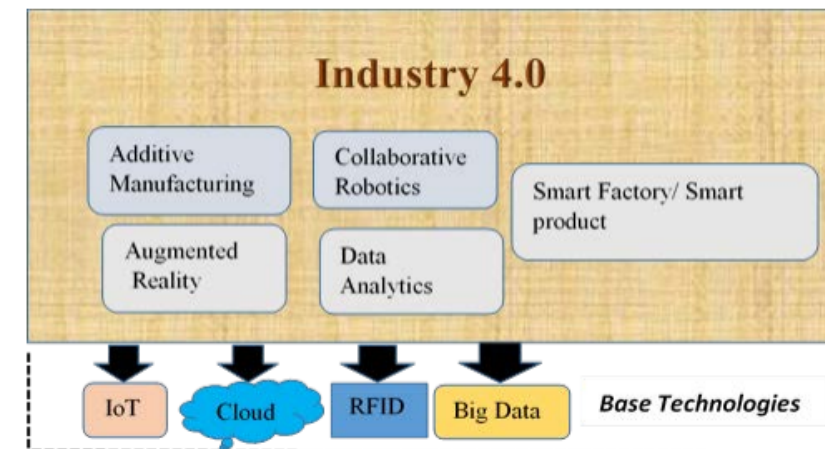 Industry 4.0
Additive
Manufacturing
Collaborative
Robotics
Smart Factory/ Smart
product
Augmented
Reality
Data
Analytics
IoT
Cloud
RFID
Big Data
Base Technologies